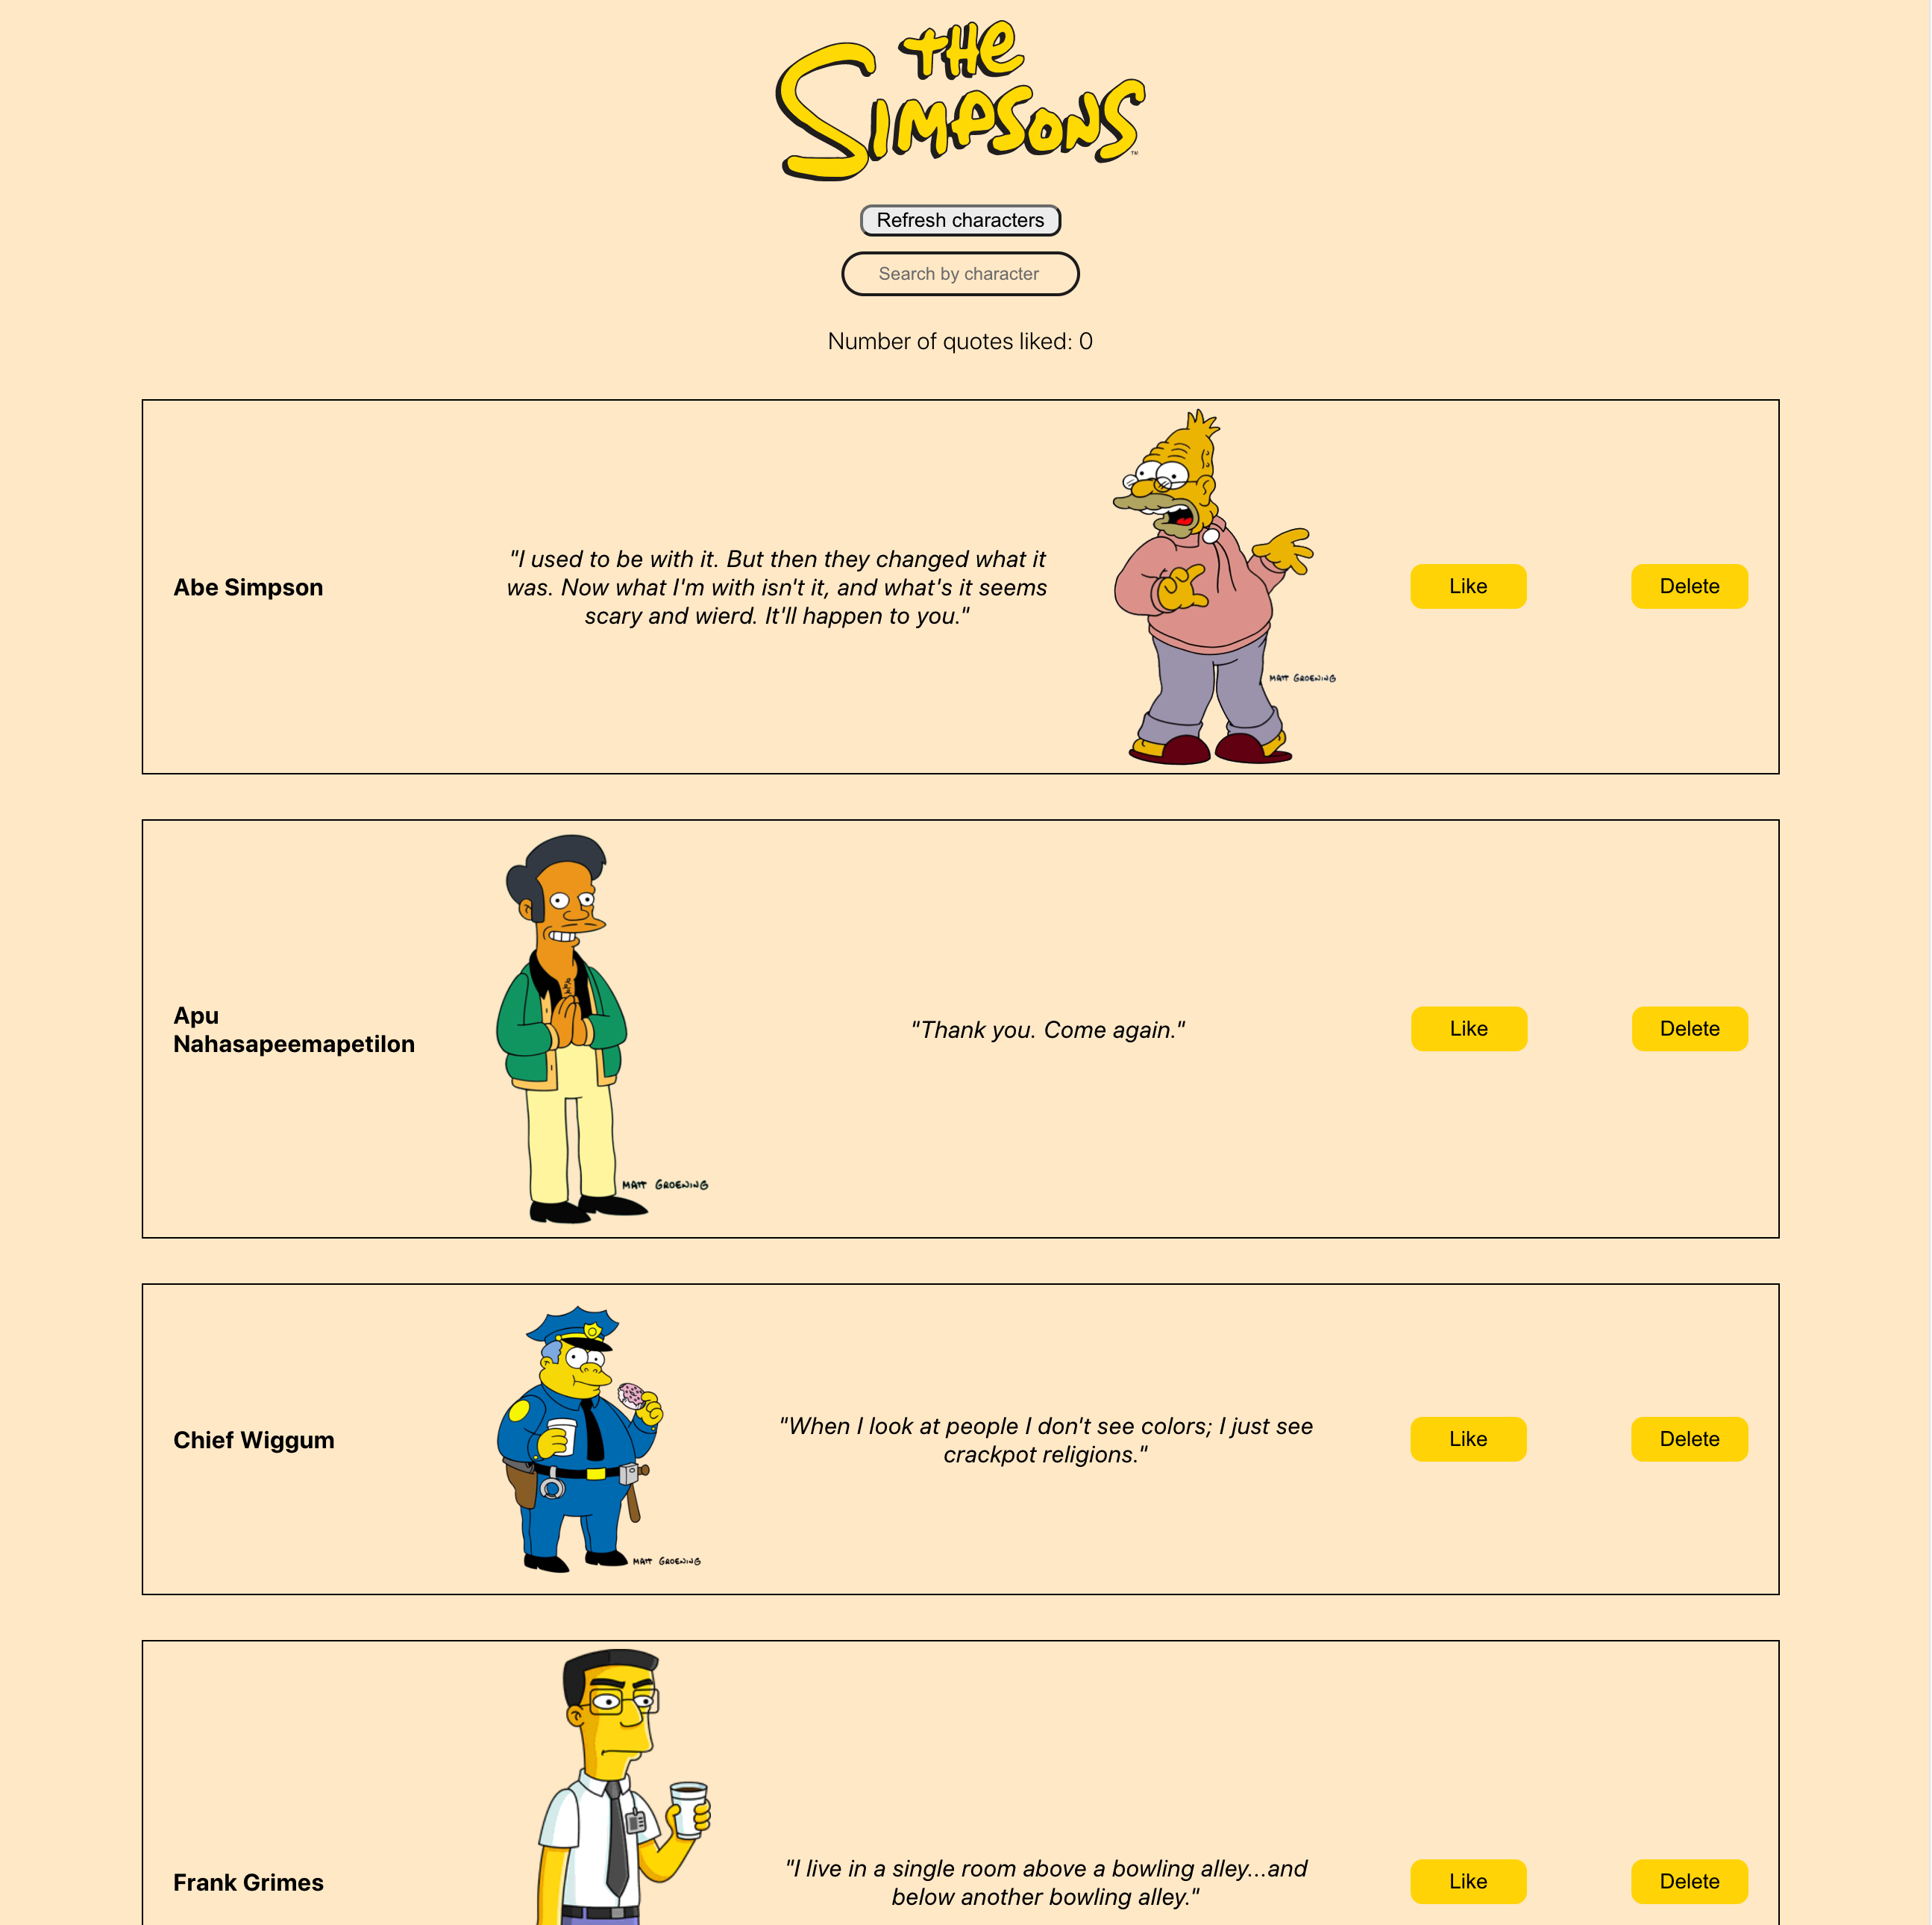 THE
SIMPSONS
TM
Refresh characters
Search by character
Number of quotes liked: 0
Abe Simpson
"I used to be with it. But then they changed what it
was. Now what I'm with isn't it, and what's it seems
scary and wierd. It'll happen to you."
MATT GROENING
Like
Delete
Apu
Nahasapeemapetilon
MATT GROENING
"Thank you. Come again."
Like
Delete
Chief Wiggum
MATT GROENING
"When I look at people I don't see colors; I just see
crackpot religions."
Like
Delete
Frank Grimes
"I live in a single room above a bowling alley...and
below another bowling alley."
Like
Delete